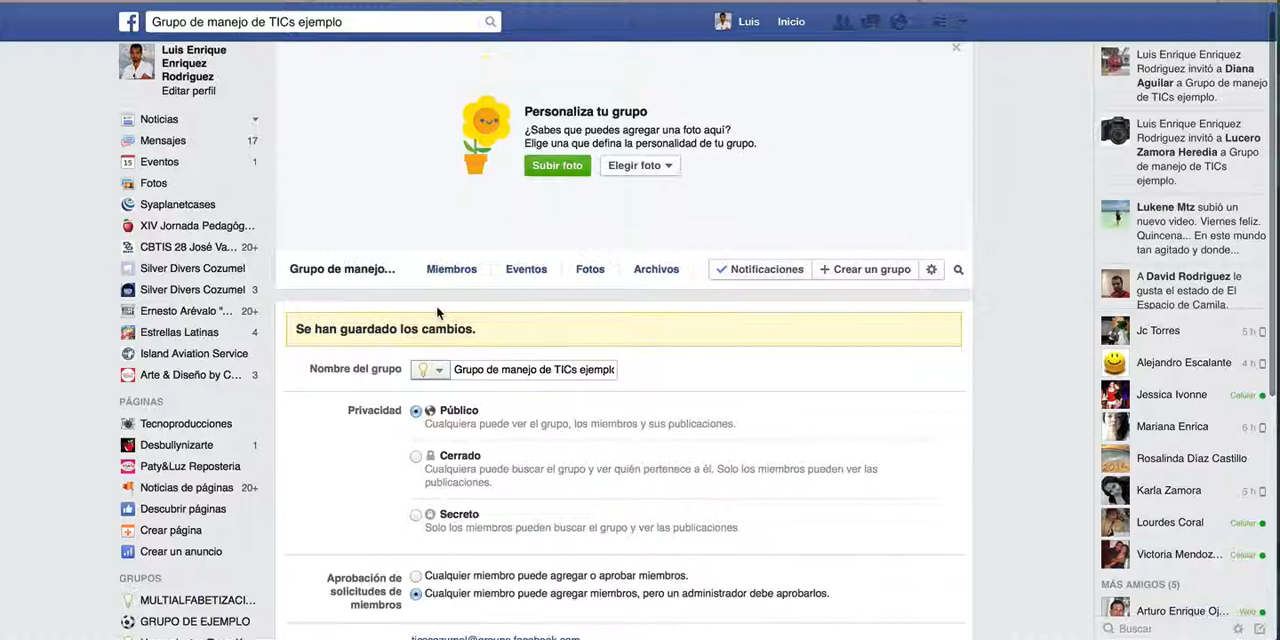 Grupo de manejo de TICs ejemplo
Luis
Inicio
Luis Enrique
Enriquez
Rodriguez
Editar perfil
Noticias
Mensajes 17
Eventos 1
Fotos
Syaplanetcases
XIV Jornada Pedagóg...
CBTIS 28 José Va... 20+
Silver Divers Cozumel
Silver Divers Cozumel 3
Ernesto Arévalo "... 20+
Estrellas Latinas 4
Island Aviation Service
Arte & Diseño by C... 3
PÁGINAS
Tecnoproducciones
Desbullynizarte 1
Paty&Luz Reposteria
Noticias de páginas 20+
Descubrir páginas
Crear página
Crear un anuncio
GRUPOS
MULTIALFABETIZACI...
GRUPO DE EJEMPLO
Personaliza tu grupo
¿Sabes que puedes agregar una foto aquí?
Elige una que defina la personalidad de tu grupo.
Subir foto
Elegir foto
Grupo de manejo...
Miembros
Eventos
Fotos
Archivos
Notificaciones
+ Crear un grupo
Se han guardado los cambios.
Nombre del grupo
Grupo de manejo de TICs ejemplo
Privacidad
Público
Cualquiera puede ver el grupo, los miembros y sus publicaciones.
Cerrado
Cualquiera puede buscar el grupo y ver quién pertenece a él. Solo los miembros pueden ver las
publicaciones.
Secreto
Solo los miembros pueden buscar el grupo y ver las publicaciones
Aprobación de
solicitudes de
miembros
Cualquier miembro puede agregar o aprobar miembros.
Cualquier miembro puede agregar miembros, pero un administrador debe aprobarlos.
Luis Enrique Enriquez
Rodriguez invitó a Diana
Aguilar a Grupo de manejo
de TICs ejemplo.
Luis Enrique Enriquez
Rodriguez invitó a Lucero
Zamora Heredia a Grupo
de manejo de TICs
ejemplo.
Lukene Mtz subió un
nuevo video. Viernes feliz.
Quincena... En este mundo
tan agitado y donde...
A David Rodriguez le
gusta el estado de El
Espacio de Camila.
Jc Torres 5 h
Alejandro Escalante 4 h
Jessica Ivonne Celular
Mariana Enrica 6 h
Rosalinda Díaz Castillo
Karla Zamora 5 h
Lourdes Coral Celular
Victoria Mendoz... Celular
MÁS AMIGOS (5)
Arturo Enrique Oj... Web
Buscar